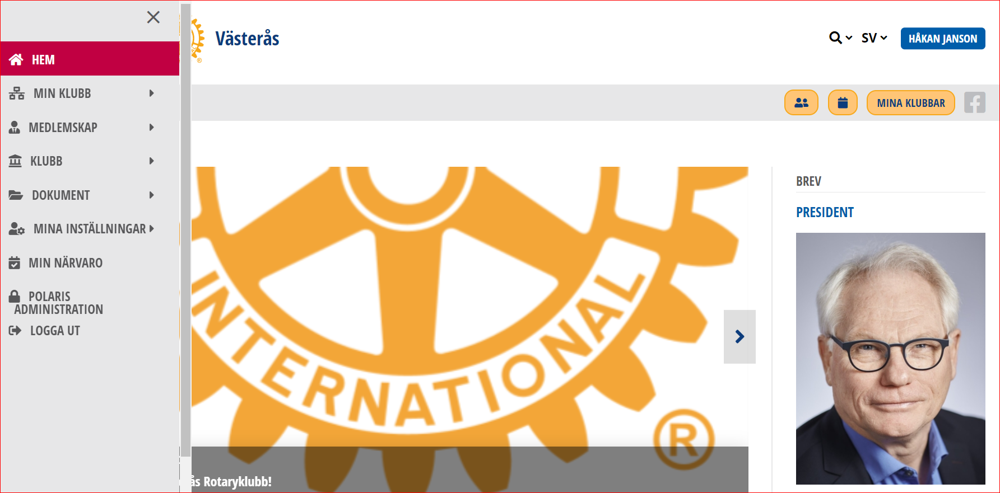 Västerås
SV
HÅKAN JANSON
HEM
MIN KLUBB
MEDLEMSKAP
KLUBB
DOKUMENT
MINA INSTÄLLNINGAR
MIN NÄRVARO
POLARIS
ADMINISTRATION
LOGGA UT
MINA KLUBBAR
INTERNATIONAL
®
ås Rotaryklubb!
BREV
PRESIDENT